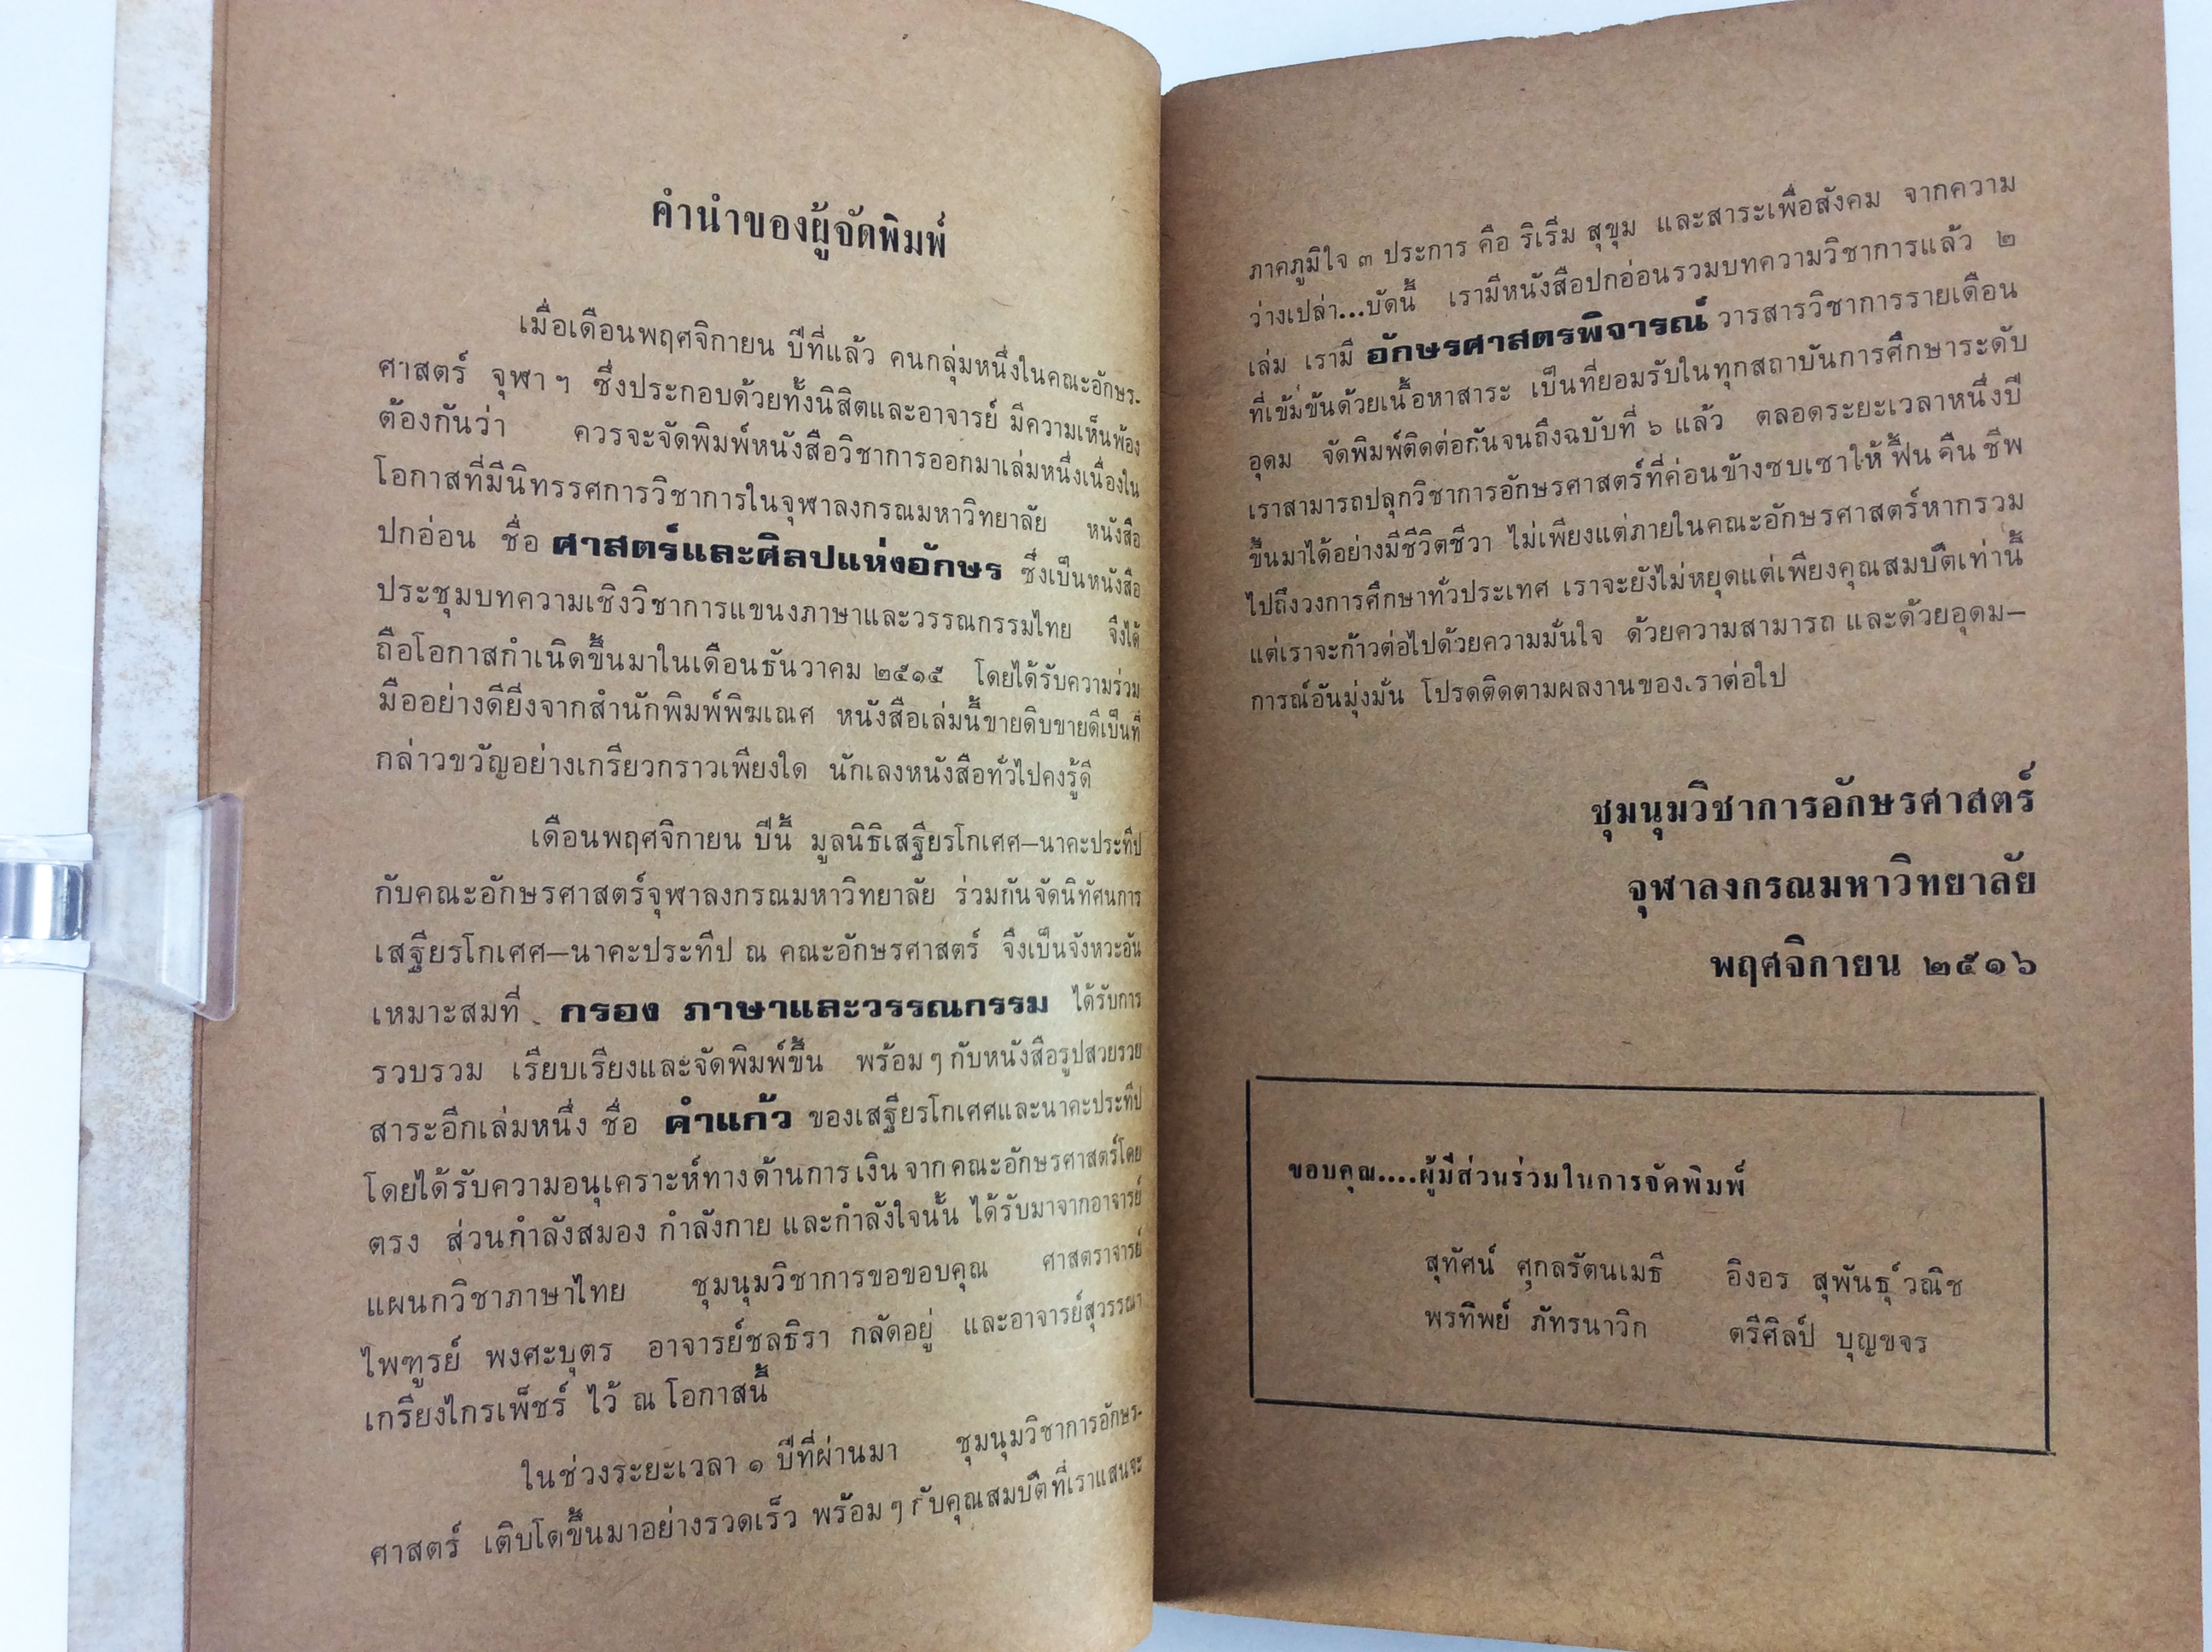 คำนำของผู้จัดพิมพ์
เมื่อเดือนพฤศจิกายน ปีที่แล้ว คนกลุ่มหนึ่งในคณะอักษร-
ศาสตร์ จุฬาฯ ซึ่งประกอบด้วยทั้งนิสิตและอาจารย์ มีความเห็นพ้อง
ต้องกันว่า ควรจะจัดพิมพ์หนังสือวิชาการออกมาเล่มหนึ่งเนื่องใน
โอกาสที่มีนิทรรศการวิชาการในจุฬาลงกรณมหาวิทยาลัย หนังสือ
ปกอ่อน ชื่อ ศาสตร์และศิลปแห่งอักษร ซึ่งเป็นหนังสือ
ประชุมบทความเชิงวิชาการแขนงภาษาและวรรณกรรมไทย จึงได้
ถือโอกาสกำเนิดขึ้นมาในเดือนธันวาคม ๒๕๑๕ โดยได้รับความร่วม
มืออย่างดียิ่งจากสำนักพิมพ์พิฆเณศ หนังสือเล่มนี้ขายดิบขายดีเป็นที่
กล่าวขวัญอย่างเกรียวกราวเพียงใด นักเลงหนังสือทั่วไปคงรู้ดี
เดือนพฤศจิกายน ปีนี้ มูลนิธิเสฐียรโกเศศ—นาคะประทีป
กับคณะอักษรศาสตร์จุฬาลงกรณมหาวิทยาลัย ร่วมกันจัดนิทัศนการ
เสฐียรโกเศศ—นาคะประทีป ณ คณะอักษรศาสตร์ จึงเป็นจังหวะอัน
เหมาะสมที่ กรอง ภาษาและวรรณกรรม ได้รับการ
รวบรวม เรียบเรียงและจัดพิมพ์ขึ้น พร้อมๆ กับหนังสือรูปสวยรวย
สาระอีกเล่มหนึ่ง ชื่อ คำแก้ว ของเสฐียรโกเศศและนาคะประทีป
โดยได้รับความอนุเคราะห์ทางด้านการเงินจากคณะอักษรศาสตร์โดย
ตรง ส่วนกำลังสมอง กำลังกาย และกำลังใจนั้น ได้รับมาจากอาจารย์
แผนกวิชาภาษาไทย ชุมนุมวิชาการขอขอบคุณ ศาสตราจารย์
ไพฑูรย์ พงศะบุตร อาจารย์ชลธิรา กลัดอยู่ และอาจารย์สุวรรณา
เกรียงไกรเพ็ชร์ ไว้ ณ โอกาสนี้
ในช่วงระยะเวลา ๑ ปีที่ผ่านมา ชุมนุมวิชาการอักษร-
ศาสตร์ เติบโตขึ้นมาอย่างรวดเร็ว พร้อมๆ กับคุณสมบัติที่เราแสนจะ
ภาคภูมิใจ ๓ ประการ คือ ริเริ่ม สุขุม และสาระเพื่อสังคม จากความ
ว่างเปล่า...บัดนี้ เรามีหนังสือปกอ่อนรวมบทความวิชาการแล้ว ๒
เล่ม เรามี อักษรศาสตรพิจารณ์ วารสารวิชาการรายเดือน
ที่เข้มข้นด้วยเนื้อหาสาระ เป็นที่ยอมรับในทุกสถาบันการศึกษาระดับ
อุดม จัดพิมพ์ติดต่อกันจนถึงฉบับที่ ๖ แล้ว ตลอดระยะเวลาหนึ่งปี
เราสามารถปลุกวิชาการอักษรศาสตร์ที่ค่อนข้างซบเซาให้ ฟื้น คืน ชีพ
ขึ้นมาได้อย่างมีชีวิตชีวา ไม่เพียงแต่ภายในคณะอักษรศาสตร์หากรวม
ไปถึงวงการศึกษาทั่วประเทศ เราจะยังไม่หยุดแต่เพียงคุณสมบัติเท่านี้
แต่เราจะก้าวต่อไปด้วยความมั่นใจ ด้วยความสามารถ และด้วยอุดม—
การณ์อันมุ่งมั่น โปรดติดตามผลงานของ.ราต่อไป
ชุมนุมวิชาการอักษรศาสตร์
จุฬาลงกรณมหาวิทยาลัย
พฤศจิกายน ๒๕๑๖
ขอบคุณ....ผู้มีส่วนร่วมในการจัดพิมพ์
สุทัศน์ ศุกลรัตนเมธี อิงอร สุพันธุ์วณิช
พรทิพย์ ภัทรนาวิก ตรีศิลป์ บุญขจร